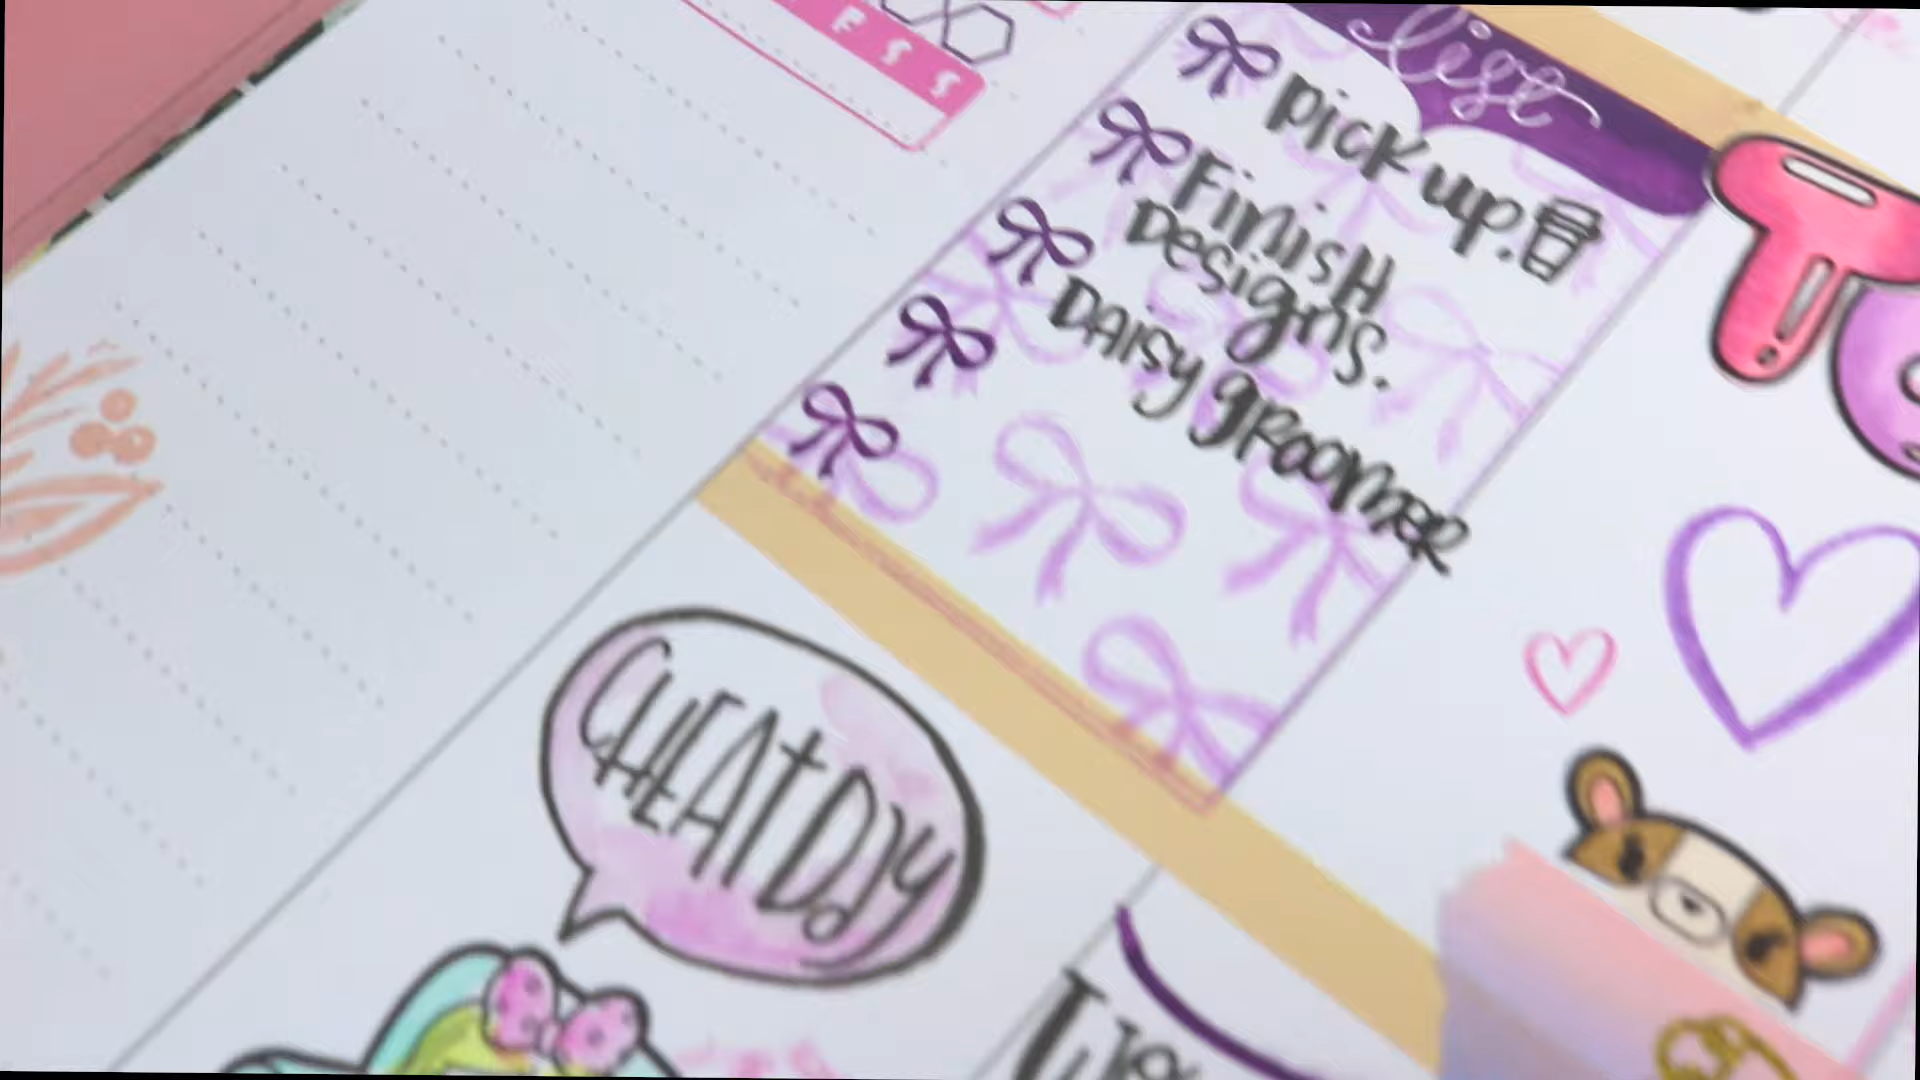 F S S
list
Pick up.
Finish
Designs.
Daisy groomer
CHEAT DAY